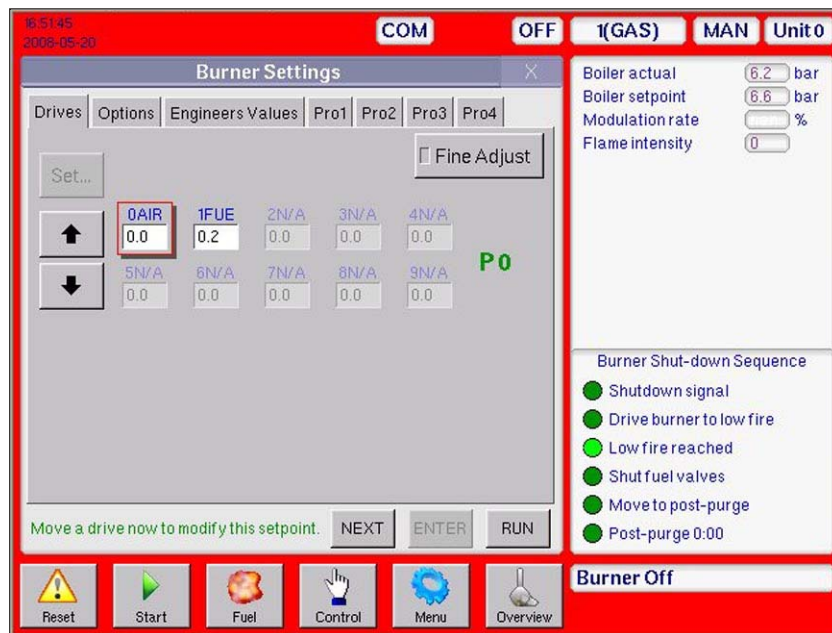 16:51:45
2008-05-20
COM
OFF
1(GAS)
MAN
Unit 0
Burner Settings
X
Drives
Options
Engineers Values
Pro1
Pro2
Pro3
Pro4
Set...
Fine Adjust
0AIR
1FUE
2N/A
3N/A
4N/A
0.0
0.2
0.0
0.0
0.0
5N/A
6N/A
7N/A
8N/A
9N/A
0.0
0.0
0.0
0.0
0.0
P0
Move a drive now to modify this setpoint.
NEXT
ENTER
RUN
Boiler actual 6.2 bar
Boiler setpoint 6.6 bar
Modulation rate %
Flame intensity 0
Burner Shut-down Sequence
Shutdown signal
Drive burner to low fire
Low fire reached
Shut fuel valves
Move to post-purge
Post-purge 0:00
Burner Off
Reset
Start
Fuel
Control
Menu
Overview